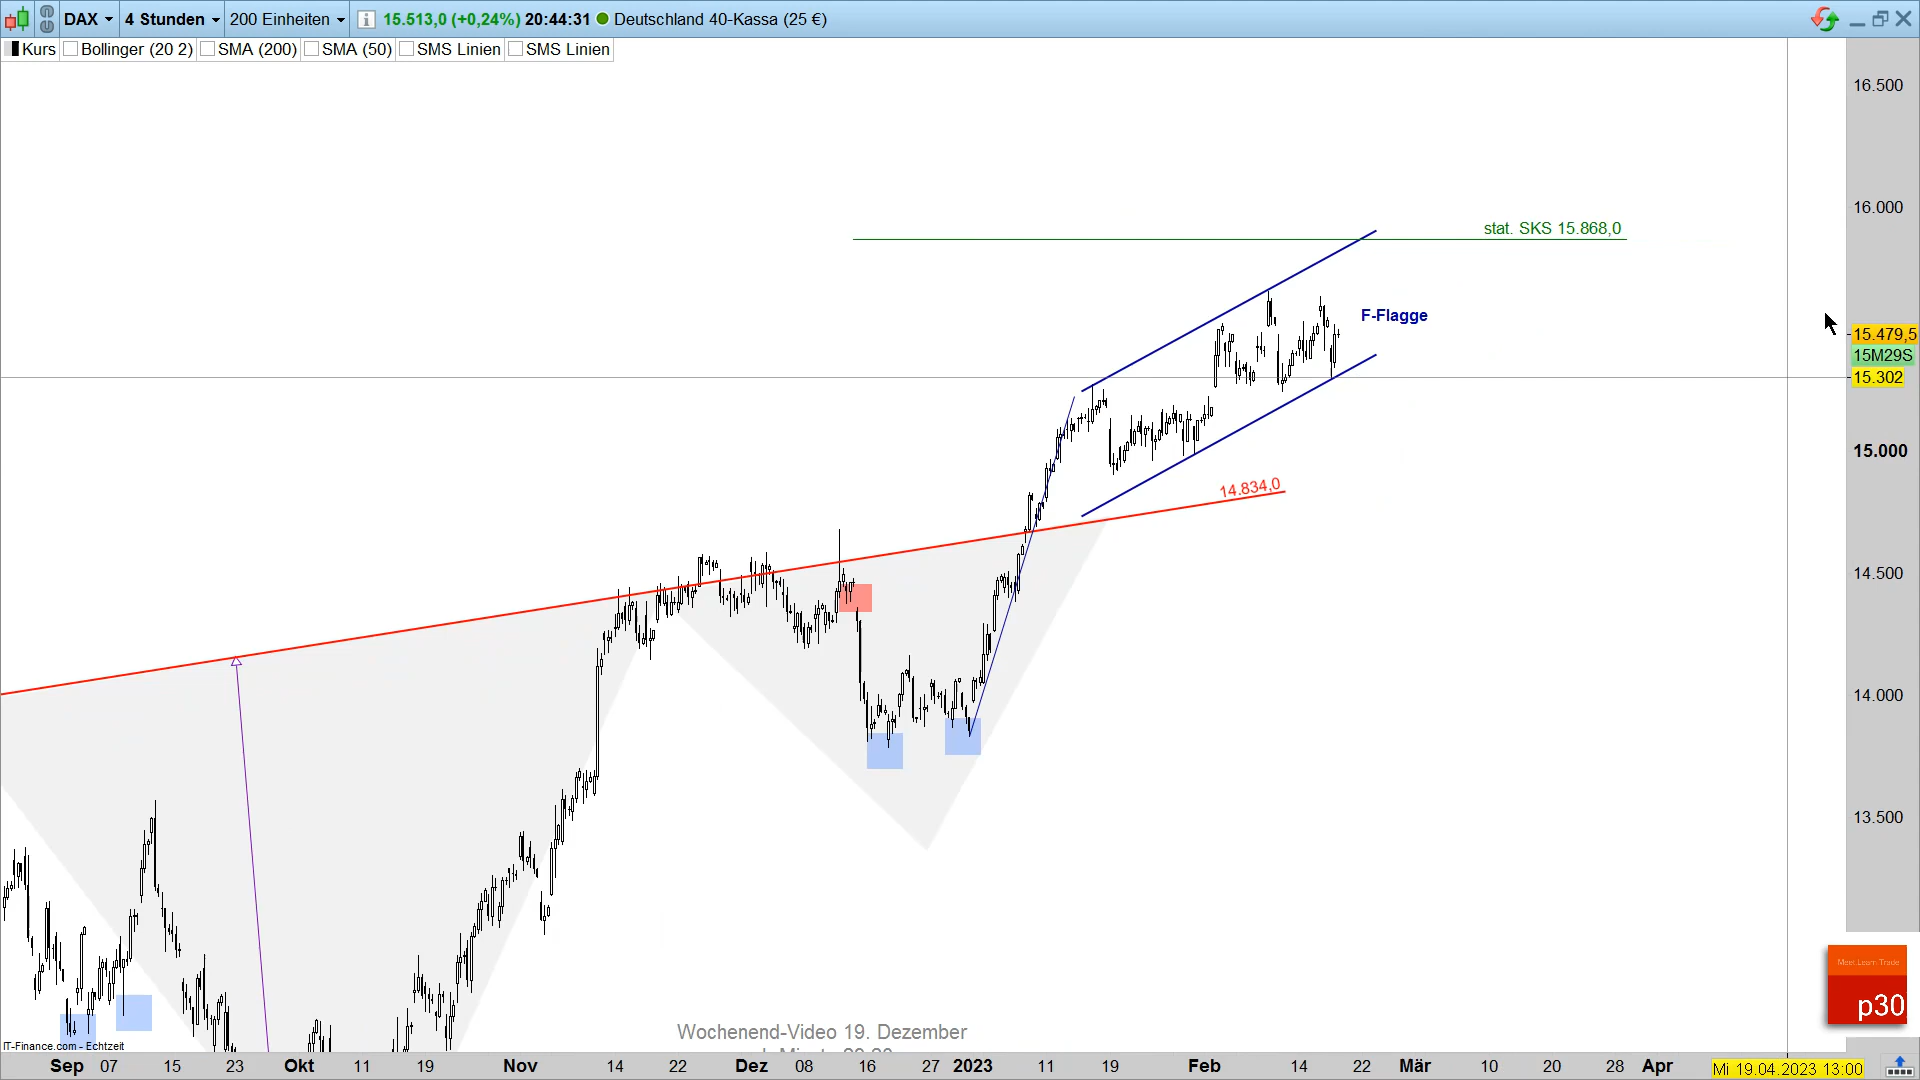 DAX 4 Stunden 200 Einheiten 15.513,0 (+0,24%) 20:44:31 Deutschland 40-Kassa (25 €)
Kurs Bollinger (20 2) SMA (200) SMA (50) SMS Linien SMS Linien
16.500
16.000
stat. SKS 15.868,0
F-Flagge
15.479,5
15M29S
15.302
15.000
14.834,0
14.500
14.000
13.500
Meet Learn Trade
p30
Wochenend-Video 19. Dezember
IT-Finance.com - Echtzeit
Sep 07 15 23 Okt 11 19 Nov 14 22 Dez 08 16 27 2023 11 19 Feb 14 22 Mär 10 20 28 Apr Mi 19.04.2023 13:00